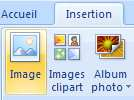 Accueil Insertion
Image Images Album
clipart photo